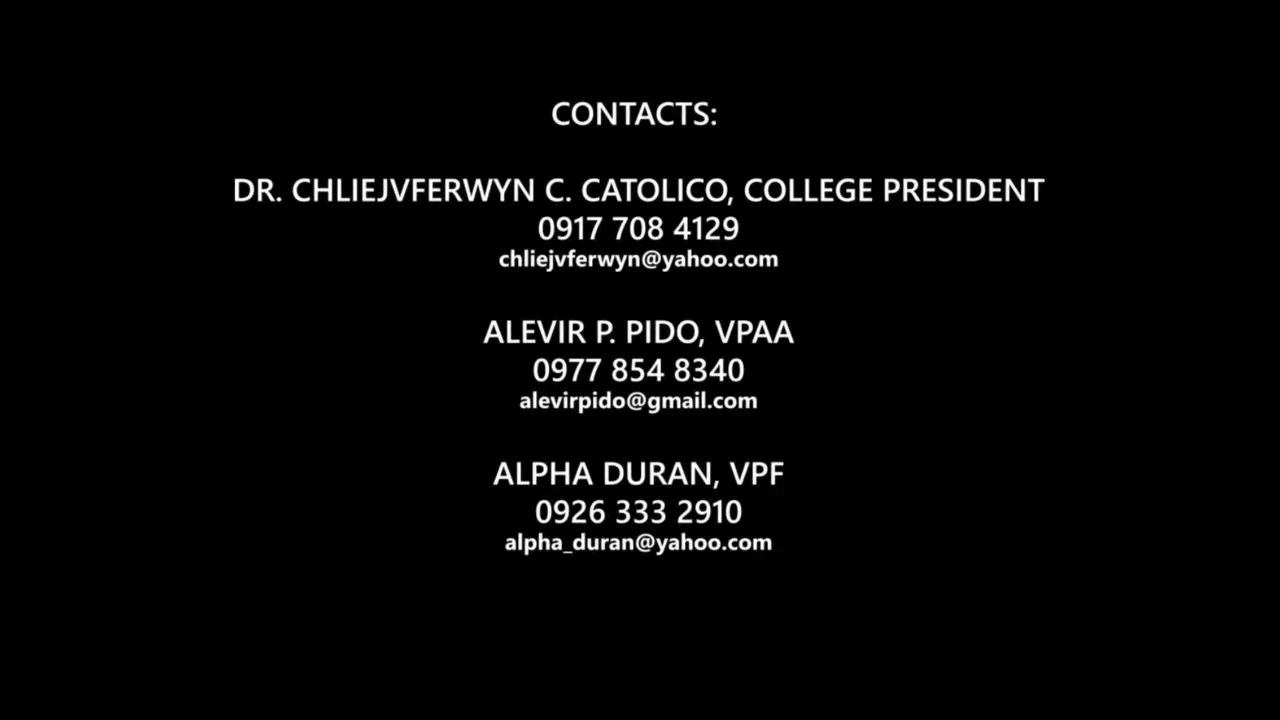 CONTACTS:
DR. CHLIEJVFERWYN C. CATOLICO, COLLEGE PRESIDENT
0917 708 4129
chliejvferwyn@yahoo.com
ALEVIR P. PIDO, VPAA
0977 854 8340
alevirpido@gmail.com
ALPHA DURAN, VPF
0926 333 2910
alpha_duran@yahoo.com